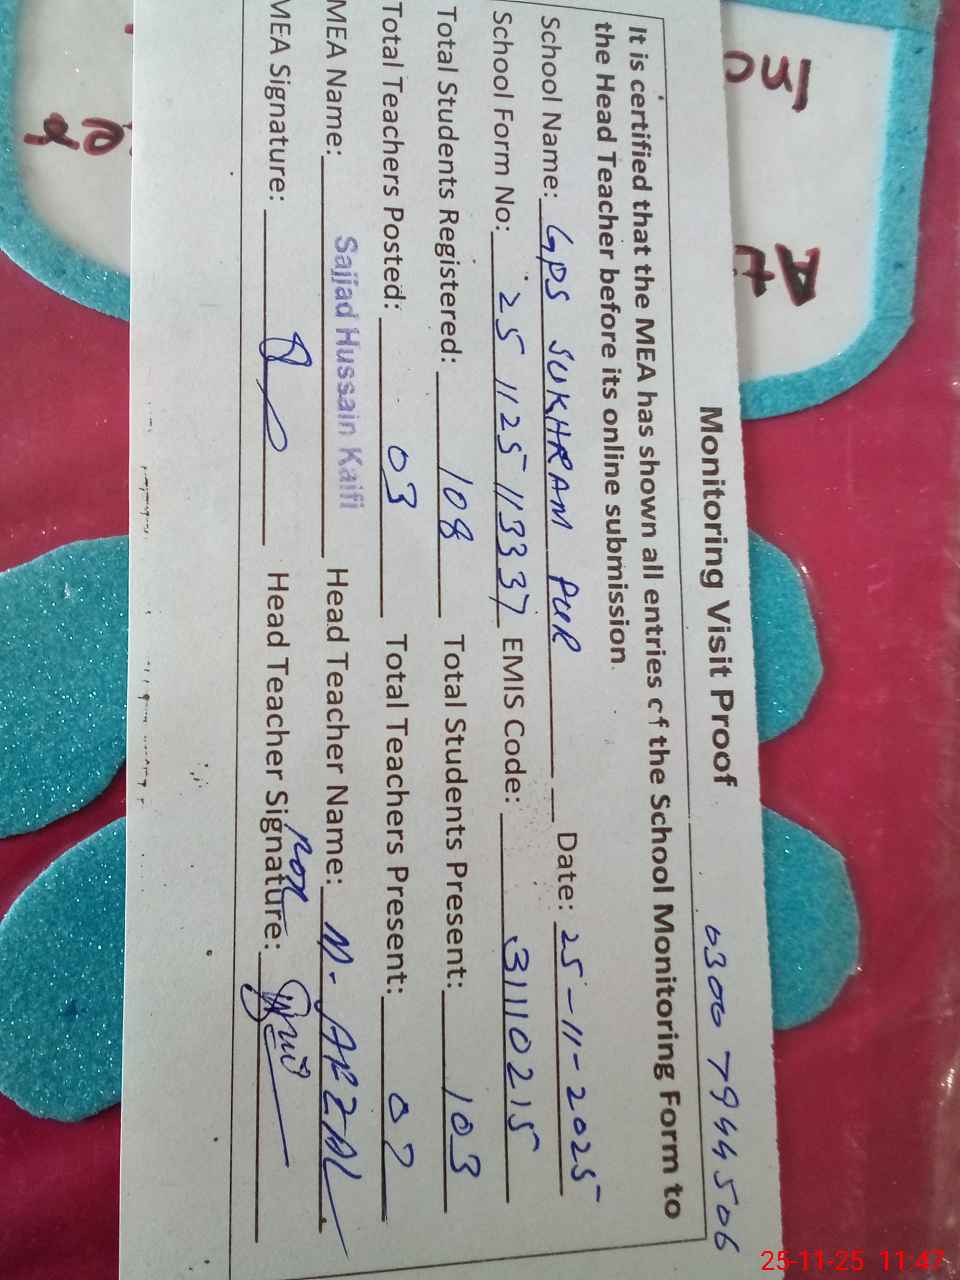 0300 7944506
Monitoring Visit Proof
It is certified that the MEA has shown all entries of the School Monitoring Form to
the Head Teacher before its online submission.
School Name: GPS SUKHRAM PUR Date: 25-11-2025
School Form No: 25 1125 113337 EMIS Code: 31110215
Total Students Registered: 108 Total Students Present: 103
Total Teachers Posted: 03 Total Teachers Present:
MEA Name: Sajjad Hussain Kaifi Head Teacher Name:
MEA Signature: Head Teacher Signature:
25-11-25 11:47